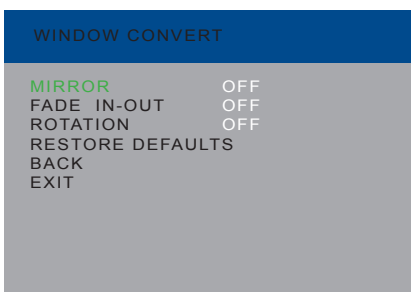 WINDOW CONVERT
MIRROR OFF
FADE IN-OUT OFF
ROTATION OFF
RESTORE DEFAULTS
BACK
EXIT